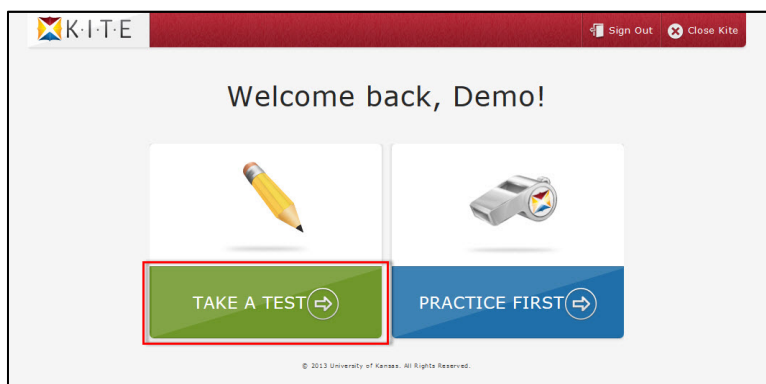 K·I·T·E
Sign Out
Close Kite
Welcome back, Demo!
TAKE A TEST
PRACTICE FIRST
© 2013 University of Kansas. All Rights Reserved.